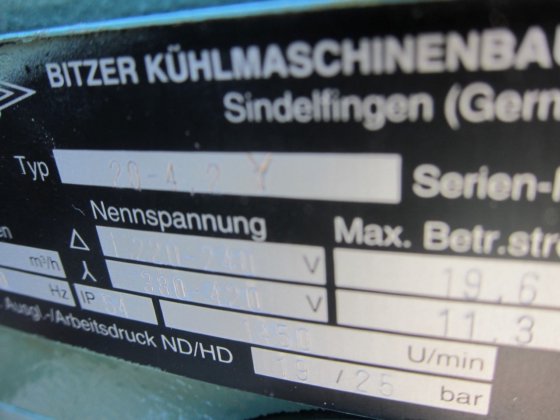 BITZER KÜHLMASCHINENBAU
Sindelfingen (Germ
Typ 2Q-4.2 Y Serien-
Nennspannung Max. Betr.str
Δ 220-240 V 19,6
m³/h 人 380-420 V 11,3
Hz IP 54 1450 U/min
Ausgl.-/Arbeitsdruck ND/HD 19 / 25 bar